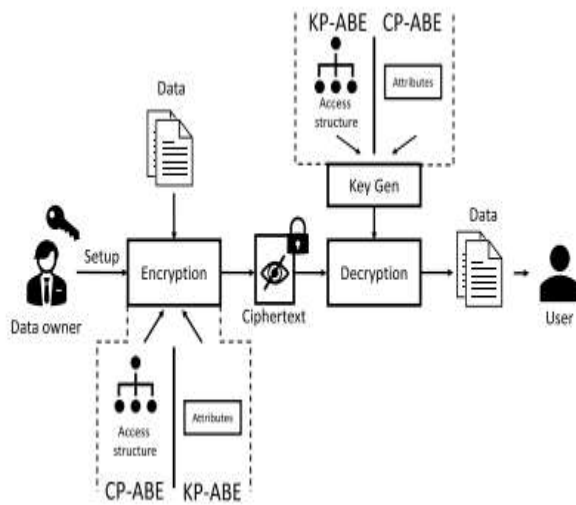 KP-ABE
CP-ABE
Access
structure
Attributes
Data
Key Gen
Data
Setup
Encryption
Decryption
Ciphertext
Data owner
User
Access
structure
Attributes
CP-ABE
KP-ABE